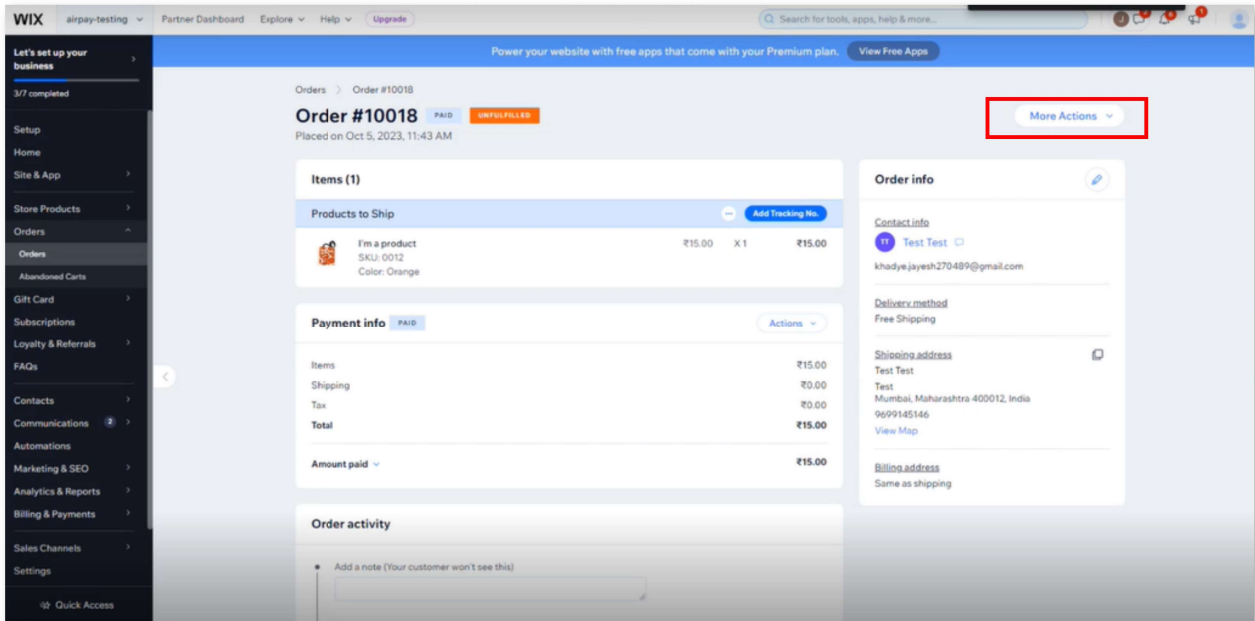 WIX airpay-testing Partner Dashboard Explore Help Upgrade Search for tools, apps, help & more...
J
Let's set up your
business
3/7 completed
Setup
Home
Site & App
Store Products
Orders
Orders
Abandoned Carts
Gift Card
Subscriptions
Loyalty & Referrals
FAQs
Contacts
Communications 2
Automations
Marketing & SEO
Analytics & Reports
Billing & Payments
Sales Channels
Settings
Quick Access
Power your website with free apps that come with your Premium plan. View Free Apps
Orders > Order #10018
Order #10018 PAID UNFULFILLED
Placed on Oct 5, 2023, 11:43 AM
More Actions
Items (1)
Products to Ship Add Tracking No.
I'm a product ₹15.00 X 1 ₹15.00
SKU: 0012
Color: Orange
Payment info PAID Actions
Items ₹15.00
Shipping ₹0.00
Tax ₹0.00
Total ₹15.00
Amount paid ₹15.00
Order activity
Add a note (Your customer won't see this)
Order info
Contact info
TT Test Test
khadye.jayesh270489@gmail.com
Delivery method
Free Shipping
Shipping address
Test Test
Test
Mumbai, Maharashtra 400012, India
9699145146
View Map
Billing address
Same as shipping